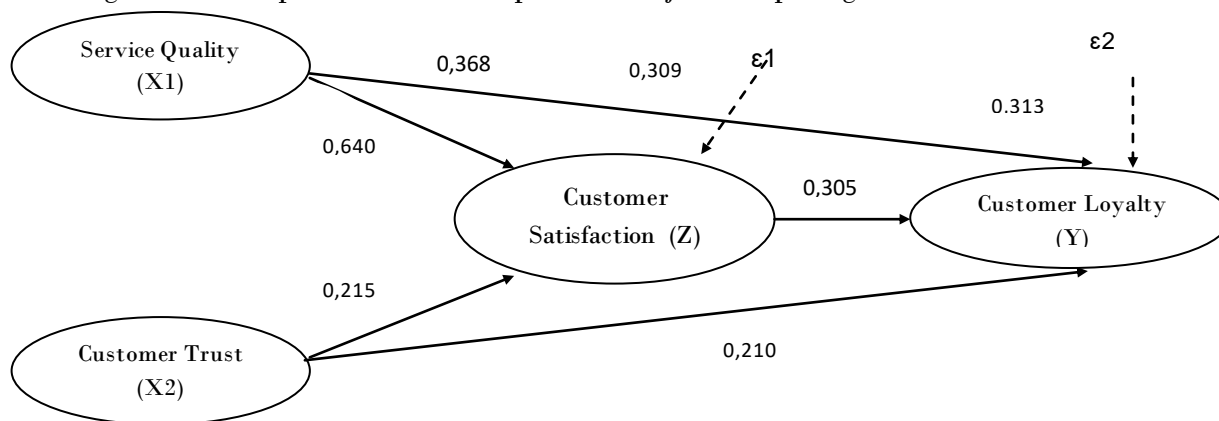 Service Quality
(X1)
0,368
0,309
ε1
ε2
0.313
0,640
Customer
Satisfaction (Z)
0,305
Customer Loyalty
(Y)
0,215
Customer Trust
(X2)
0,210